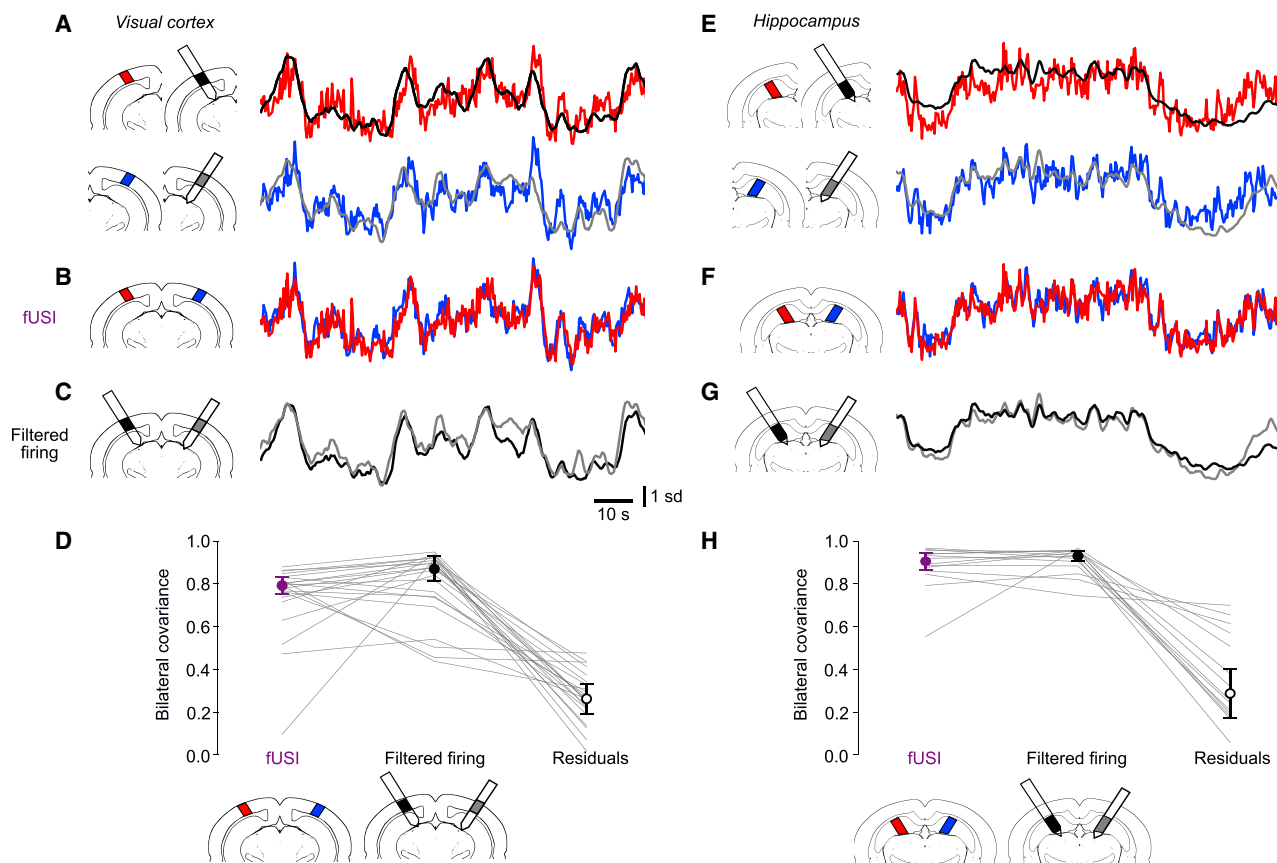 A
Visual cortex
E
Hippocampus
B
fUSI
F
C
Filtered
firing
G
1 sd
10 s
D
Bilateral covariance
1.0
0.8
0.6
0.4
0.2
0.0
fUSI
Filtered firing
Residuals
H
Bilateral covariance
1.0
0.8
0.6
0.4
0.2
0.0
fUSI
Filtered firing
Residuals